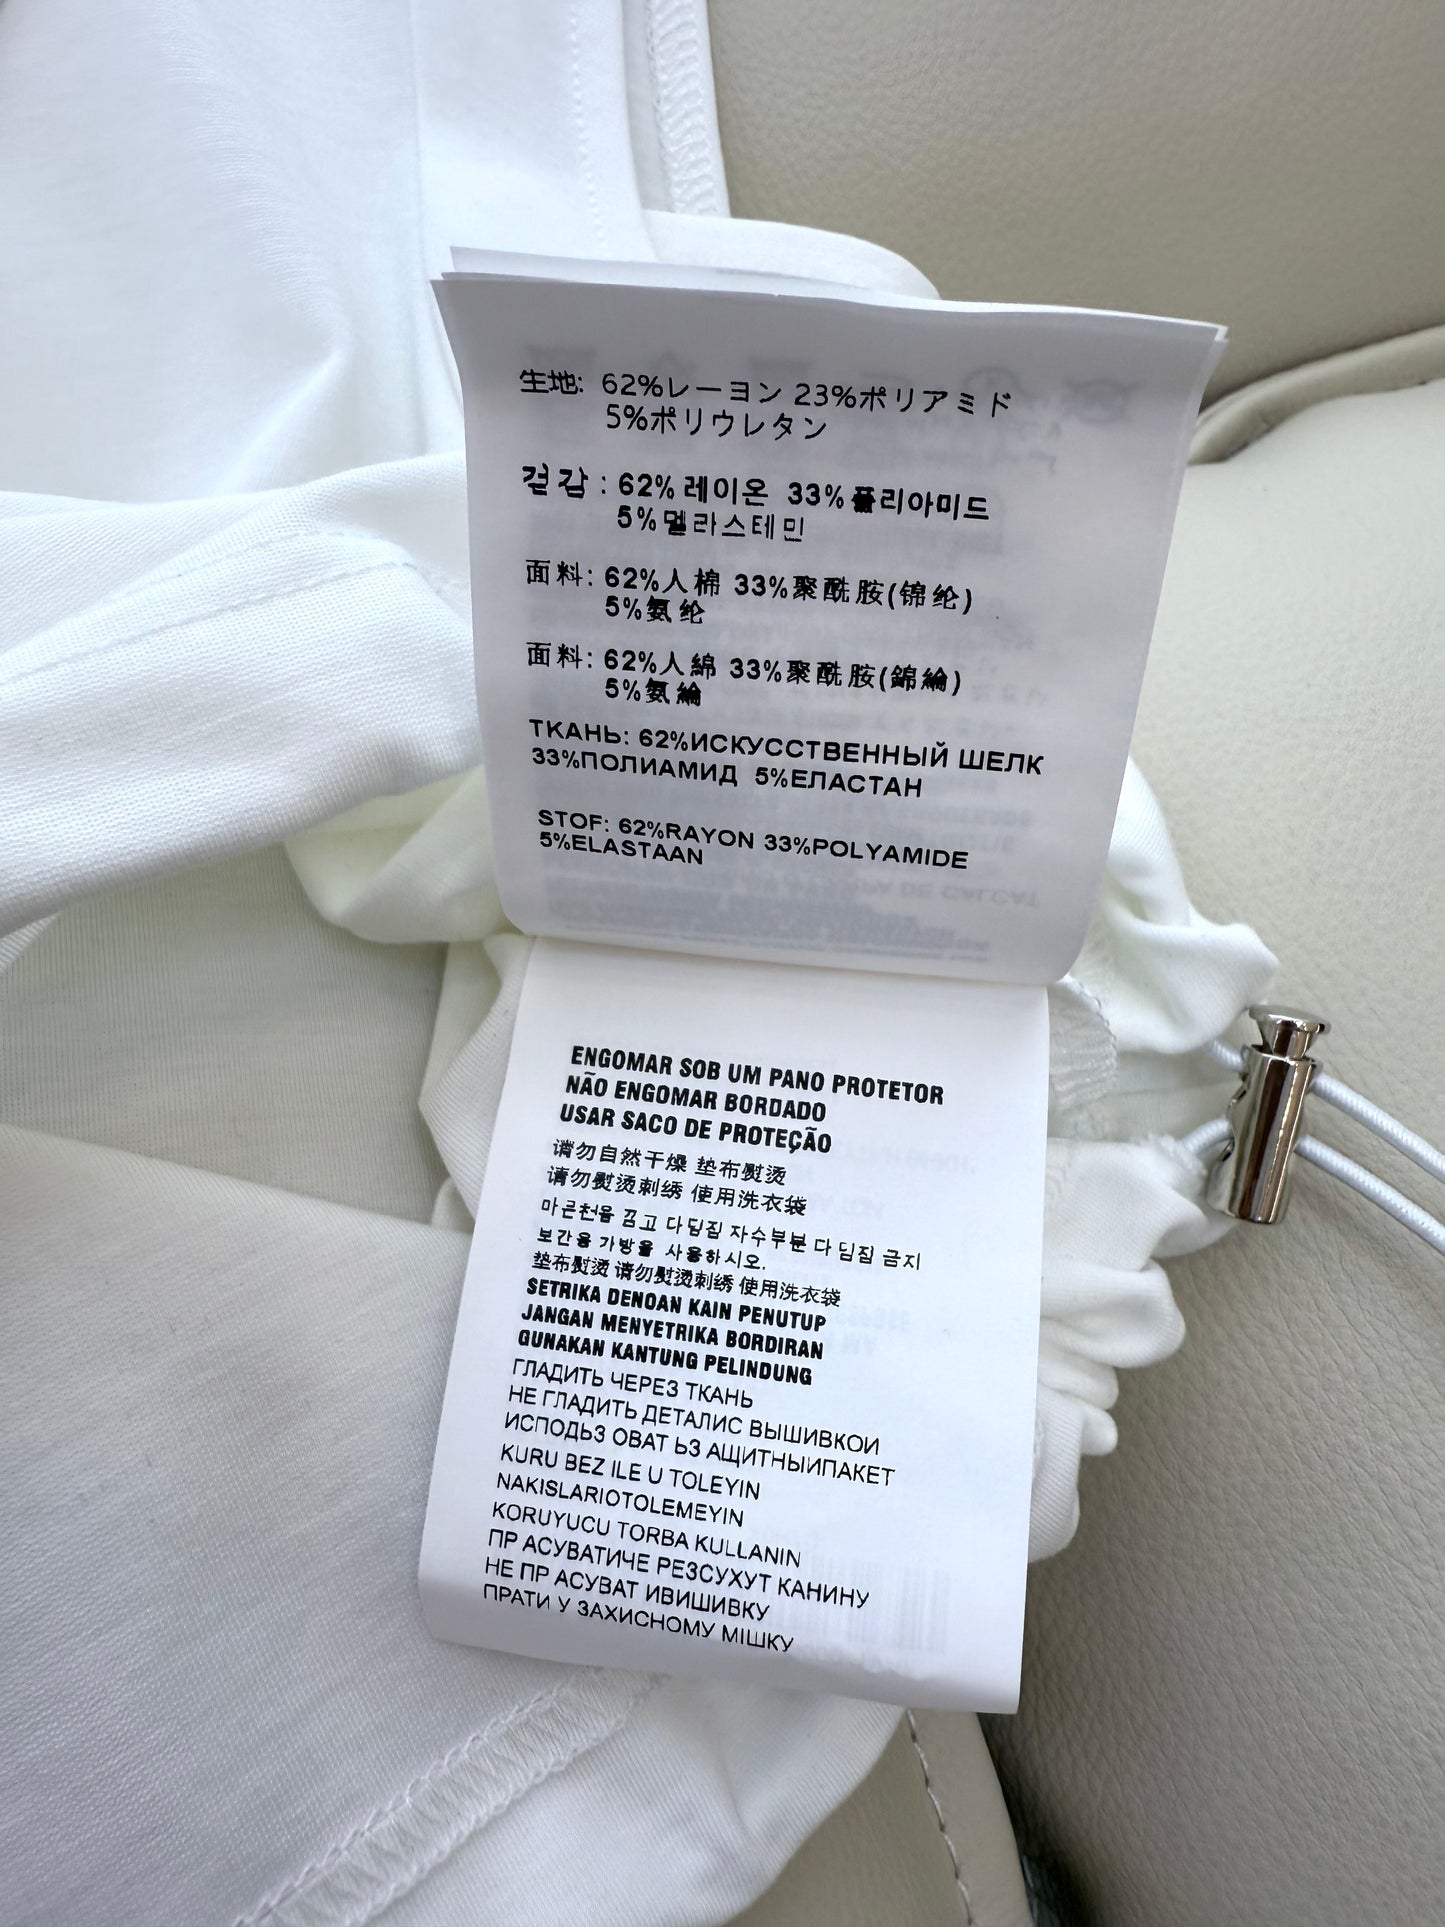 生地: 62%レーヨン 23%ポリアミド
5%ポリウレタン
겉감 : 62%레이온 33%폴리아미드
5%멜라스테민
面料: 62%人棉 33%聚酰胺(锦纶)
5%氨纶
面料: 62%人綿 33%聚酰胺(錦綸)
5%氨綸
ТКАНЬ: 62%ИСКУССТВЕННЫЙ ШЕЛК
33%ПОЛИАМИД 5%ЕЛАСТАН
STOF: 62%RAYON 33%POLYAMIDE
5%ELASTAAN
ENGOMAR SOB UM PANO PROTETOR
NÃO ENGOMAR BORDADO
USAR SACO DE PROTEÇÃO
请勿自然干燥 垫布熨烫
请勿熨烫刺绣 使用洗衣袋
마른천을 깜고 다딤짐 자수부분 다딤짐 금지
보간용 가방을 사용하시오.
垫布熨烫 请勿熨烫刺绣 使用洗衣袋
SETRIKA DENOAN KAIN PENUTUP
JANGAN MENYETRIKA BORDIRAN
GUNAKAN KANTUNG PELINDUNG
ГЛАДИТЬ ЧЕРЕЗ ТКАНЬ
НЕ ГЛАДИТЬ ДЕТАЛИС ВЫШИВКОИ
ИСПОДЬЗ ОВАТ ЬЗ АЩИТНЫИПАКЕТ
KURU BEZ ILE U TOLEYIN
NAKISLARIOTOLEMEYIN
KORUYUCU TORBA KULLANIN
ПР АСУВАТИЧЕ РЕЗСУХУТ КАНИНУ
НЕ ПР АСУВАТ ИВИШИВКУ
ПРАТИ У ЗАХИСНОМУ МІШКУ